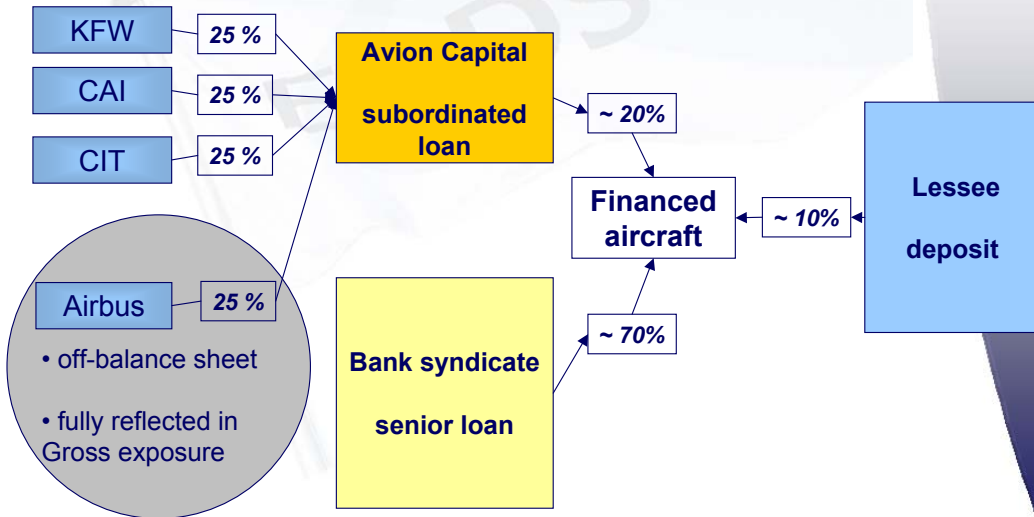 KFW
25 %
CAI
25 %
CIT
25 %
Airbus
25 %
• off-balance sheet
• fully reflected in
Gross exposure
Avion Capital
subordinated
loan
~ 20%
Bank syndicate
senior loan
~ 70%
Financed
aircraft
~ 10%
Lessee
deposit